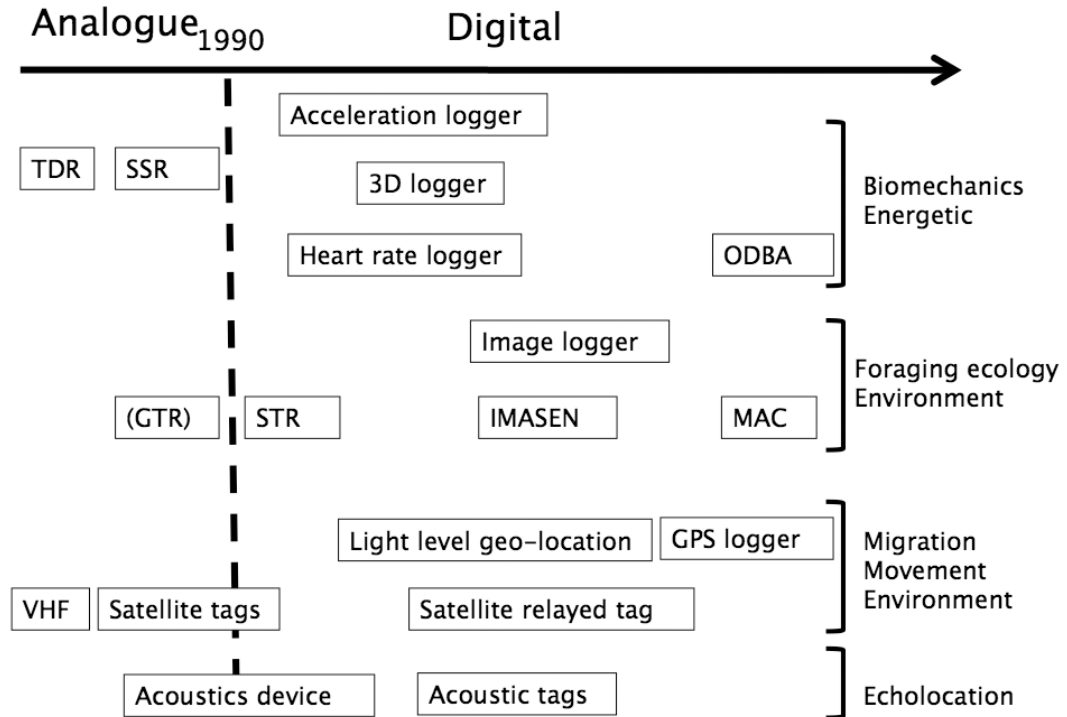 Analogue 1990 Digital
Acceleration logger
TDR SSR
3D logger
Biomechanics
Energetic
Heart rate logger ODBA
Image logger
Foraging ecology
Environment
(GTR) STR IMASEN MAC
Light level geo-location GPS logger
Migration
Movement
Environment
VHF Satellite tags Satellite relayed tag
Acoustics device Acoustic tags Echolocation